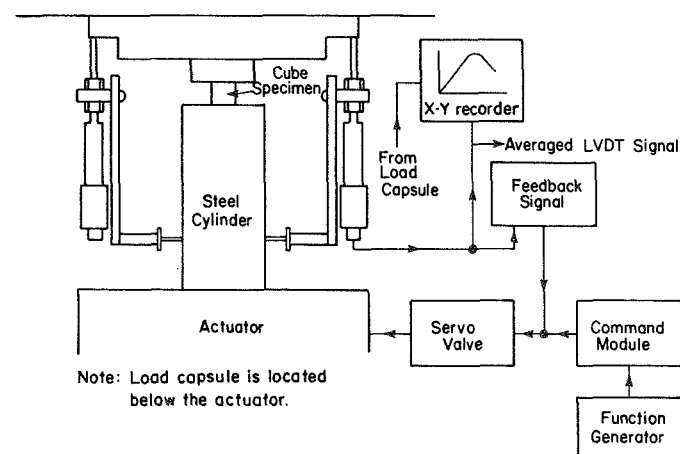 Cube
Specimen
X-Y recorder
From
Load
Capsule
Averaged LVDT Signal
Steel
Cylinder
Feedback
Signal
Actuator
Servo
Valve
Command
Module
Note: Load capsule is located
below the actuator.
Function
Generator